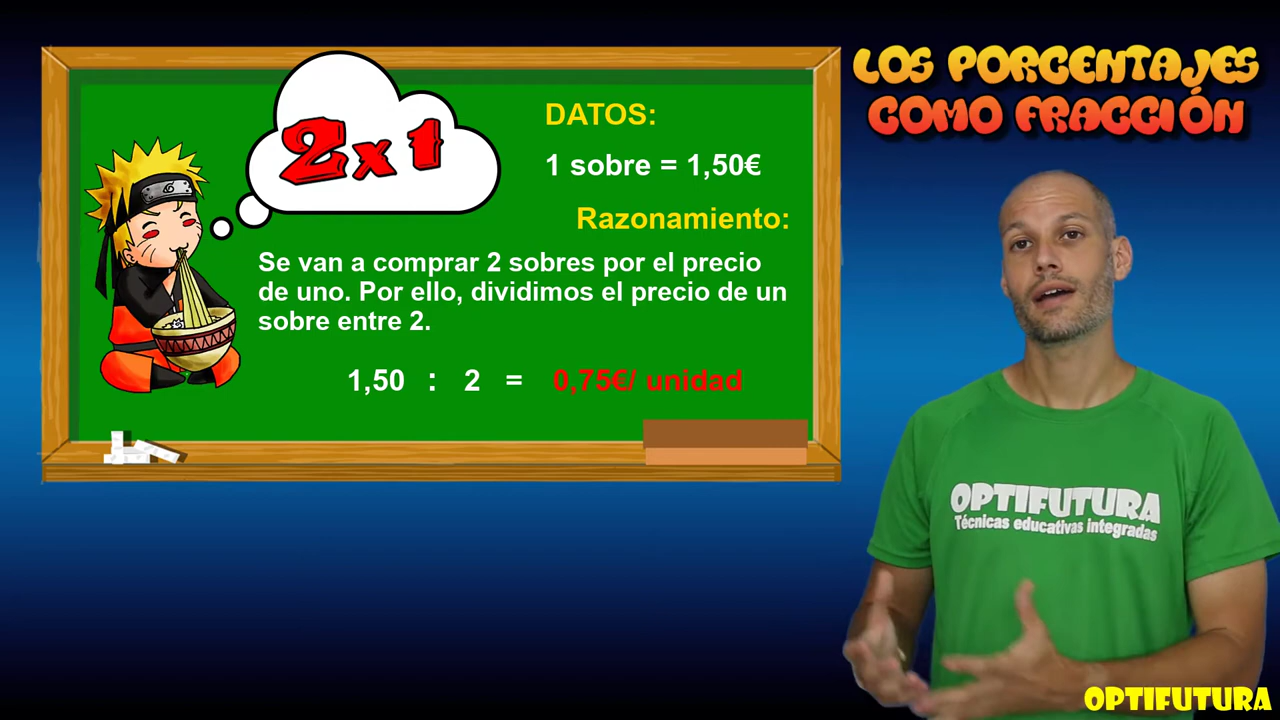 LOS PORCENTAJES
COMO FRACCIÓN
2x1
DATOS:
1 sobre = 1,50€
Razonamiento:
Se van a comprar 2 sobres por el precio
de uno. Por ello, dividimos el precio de un
sobre entre 2.
1,50 : 2 = 0,75€/ unidad
OPTIFUTURA
Técnicas educativas integradas
OPTIFUTURA